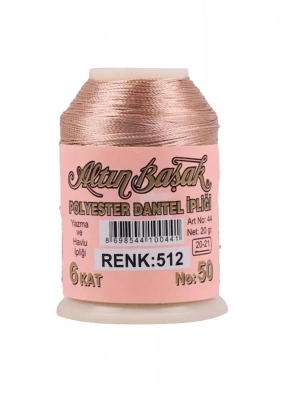 Altın Başak
POLYESTER DANTEL İPLİĞİ
Yazma
ve
Havlu
İpliği
Art No: 44
Net: 20 gr
20-21
8698544100441
RENK:512
6 KAT
No: 50